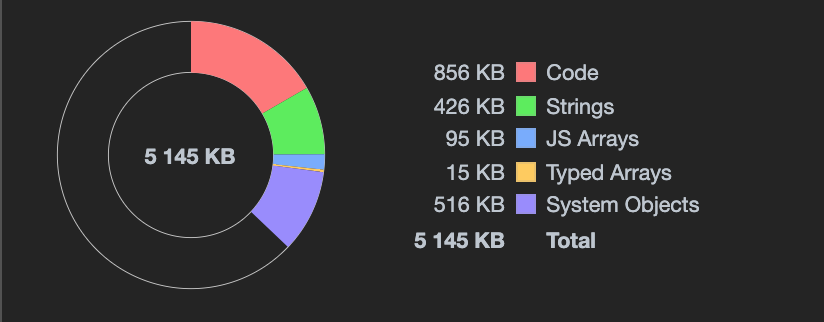 5 145 KB
856 KB Code
426 KB Strings
95 KB JS Arrays
15 KB Typed Arrays
516 KB System Objects
5 145 KB Total